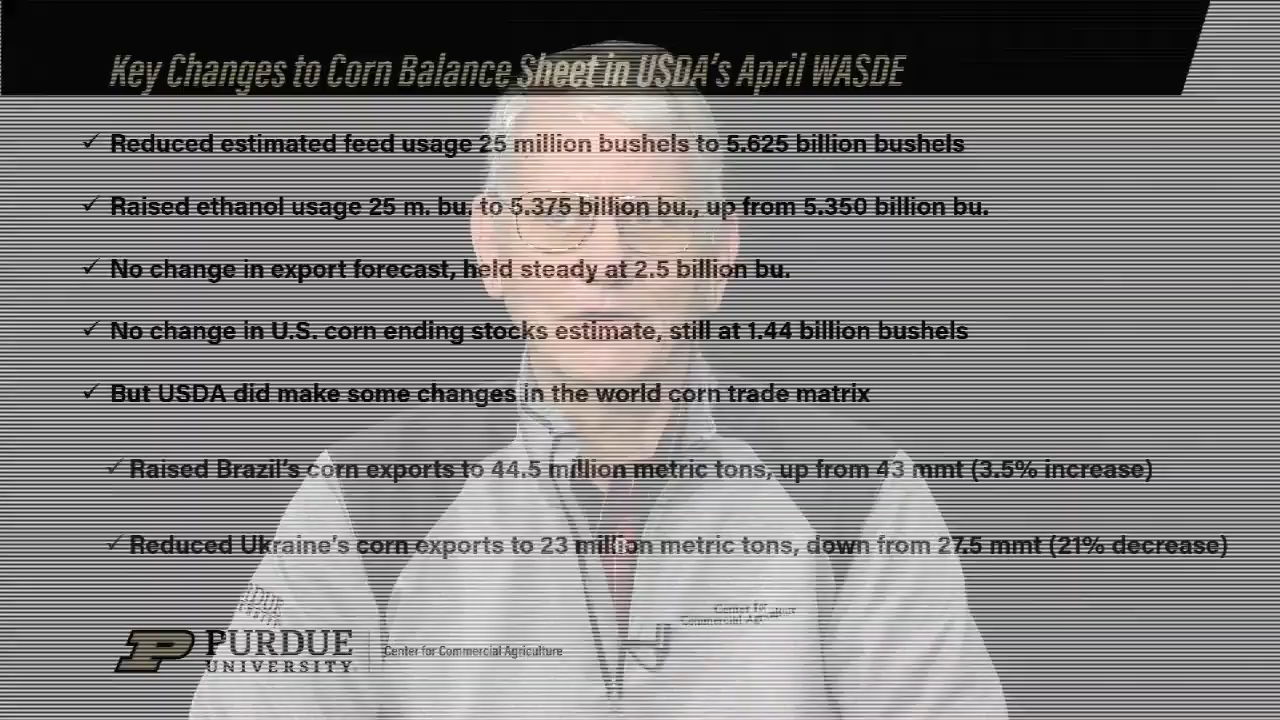 Key Changes to Corn Balance Sheet in USDA's April WASDE
✓ Reduced estimated feed usage 25 million bushels to 5.625 billion bushels
✓ Raised ethanol usage 25 m. bu. to 5.375 billion bu., up from 5.350 billion bu.
✓ No change in export forecast, held steady at 2.5 billion bu.
✓ No change in U.S. corn ending stocks estimate, still at 1.44 billion bushels
✓ But USDA did make some changes in the world corn trade matrix
✓ Raised Brazil's corn exports to 44.5 million metric tons, up from 43 mmt (3.5% increase)
✓ Reduced Ukraine's corn exports to 23 million metric tons, down from 27.5 mmt (21% decrease)
Center for
Commercial Agriculture
PURDUE
UNIVERSITY
Center for Commercial Agriculture